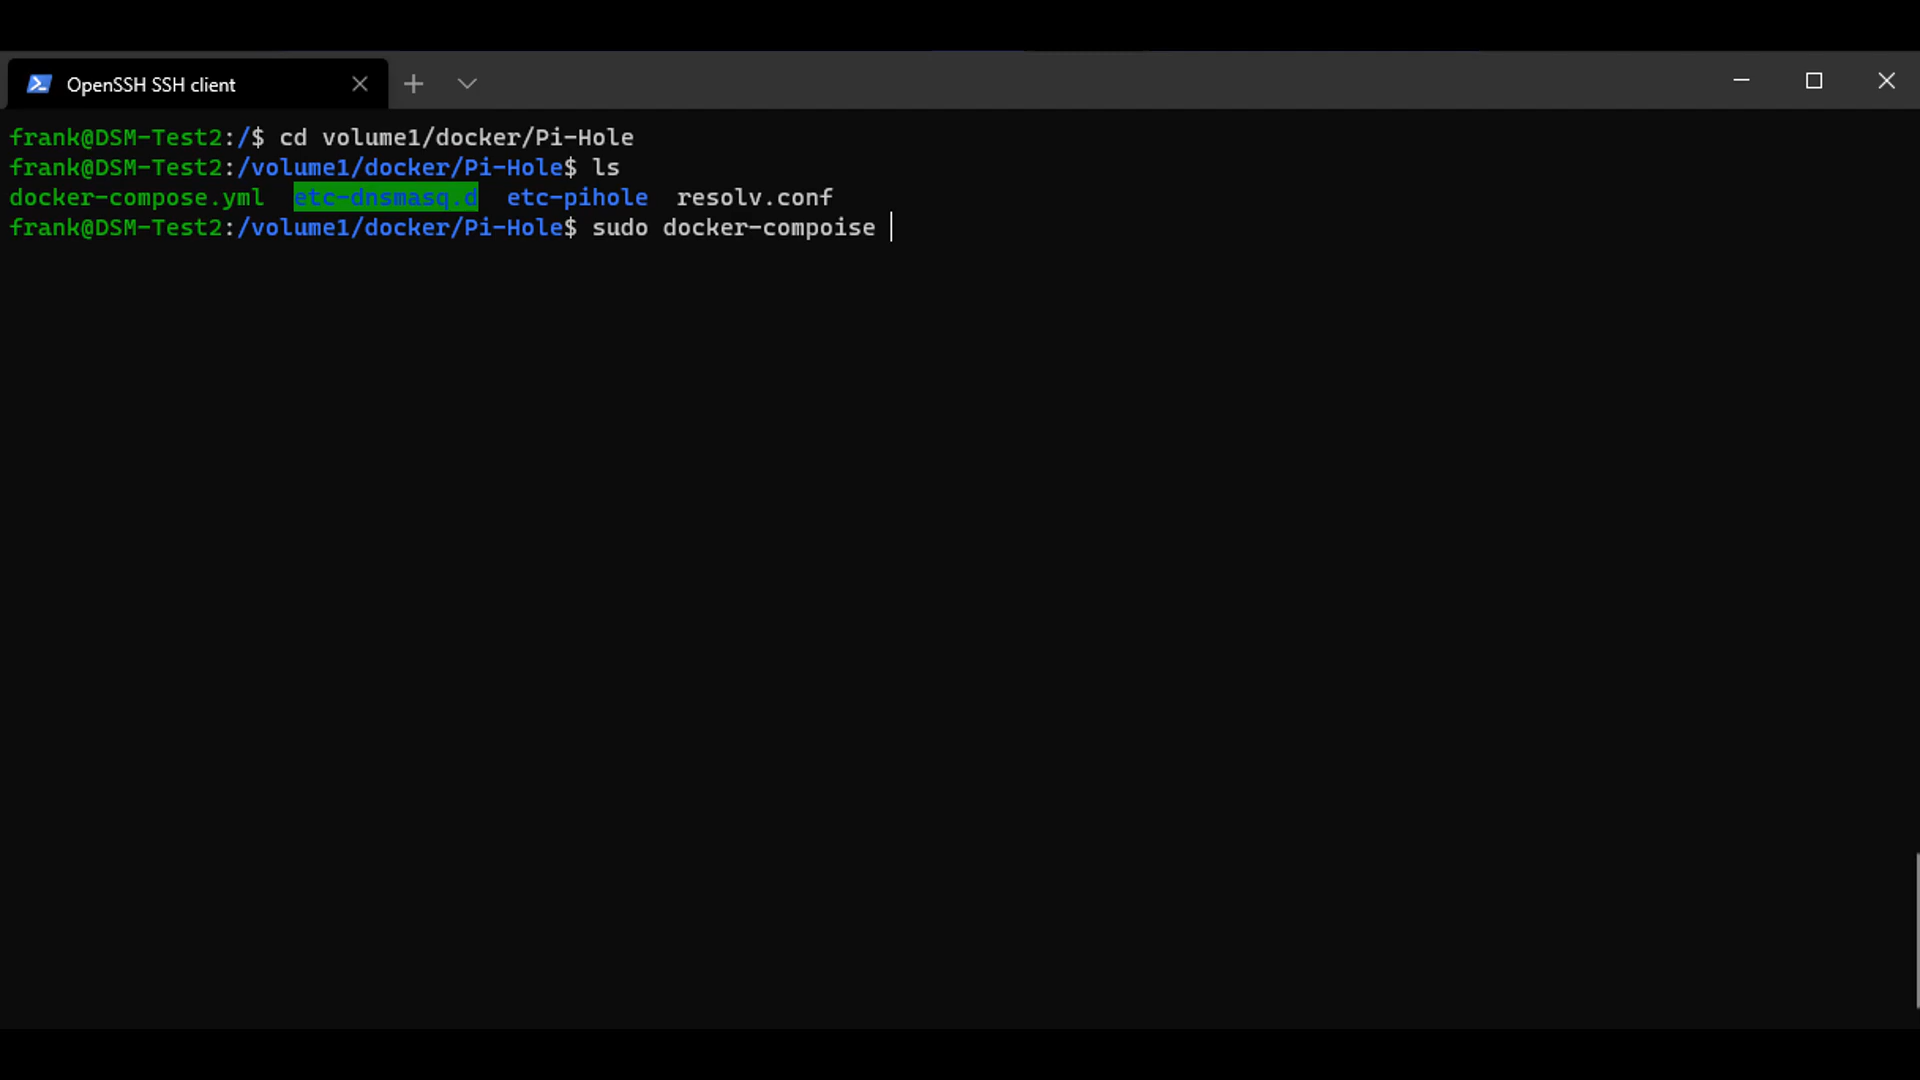 OpenSSH SSH client
frank@DSM-Test2:/$ cd volume1/docker/Pi-Hole
frank@DSM-Test2:/volume1/docker/Pi-Hole$ ls
docker-compose.yml  etc-dnsmasq.d  etc-pihole  resolv.conf
frank@DSM-Test2:/volume1/docker/Pi-Hole$ sudo docker-compoise